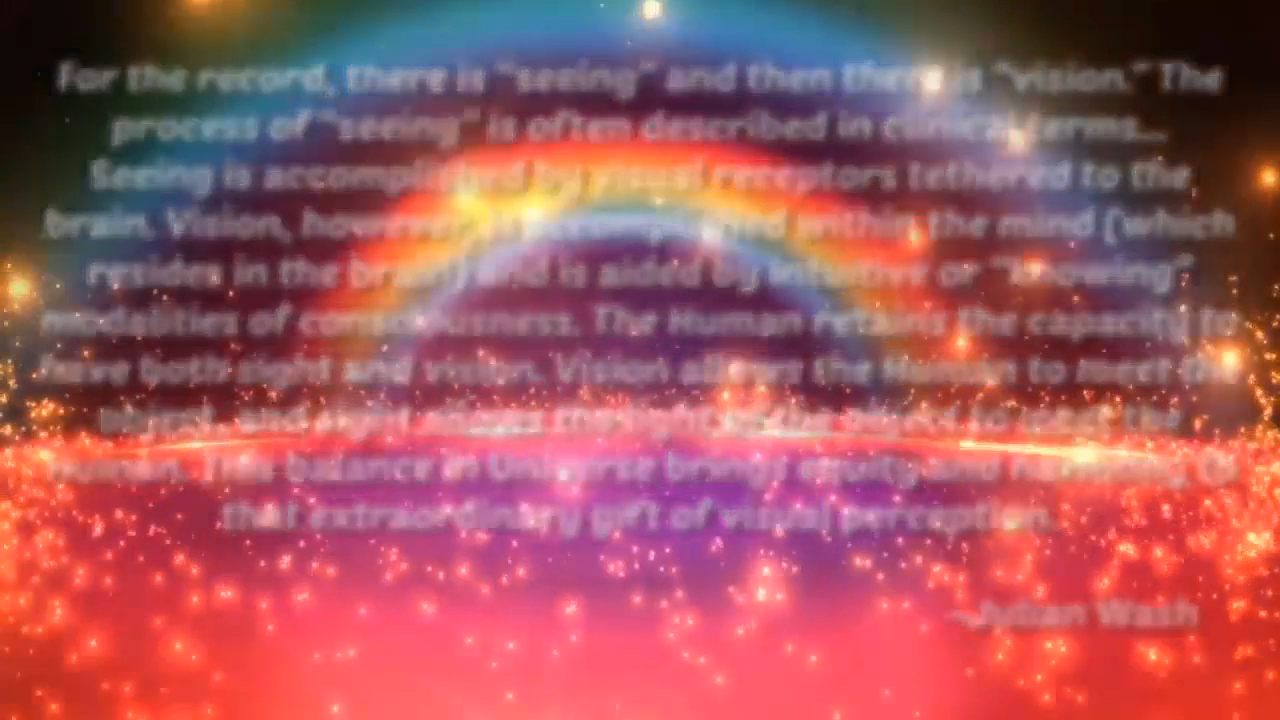 For the record, there is "seeing" and then there is "vision." The
process of "seeing" is often described in clinical terms...
Seeing is accomplished by visual receptors tethered to the
brain. Vision, however, is accomplished within the mind (which
resides in the brain) and is aided by intuitive or "knowing"
modalities of consciousness. The Human retains the capacity to
have both sight and vision. Vision allows the Human to meet the
and sight allows the to meet the
Human. This balance in Universe brings equity and
that extraordinary gift of visual perception.
~Julian Wash